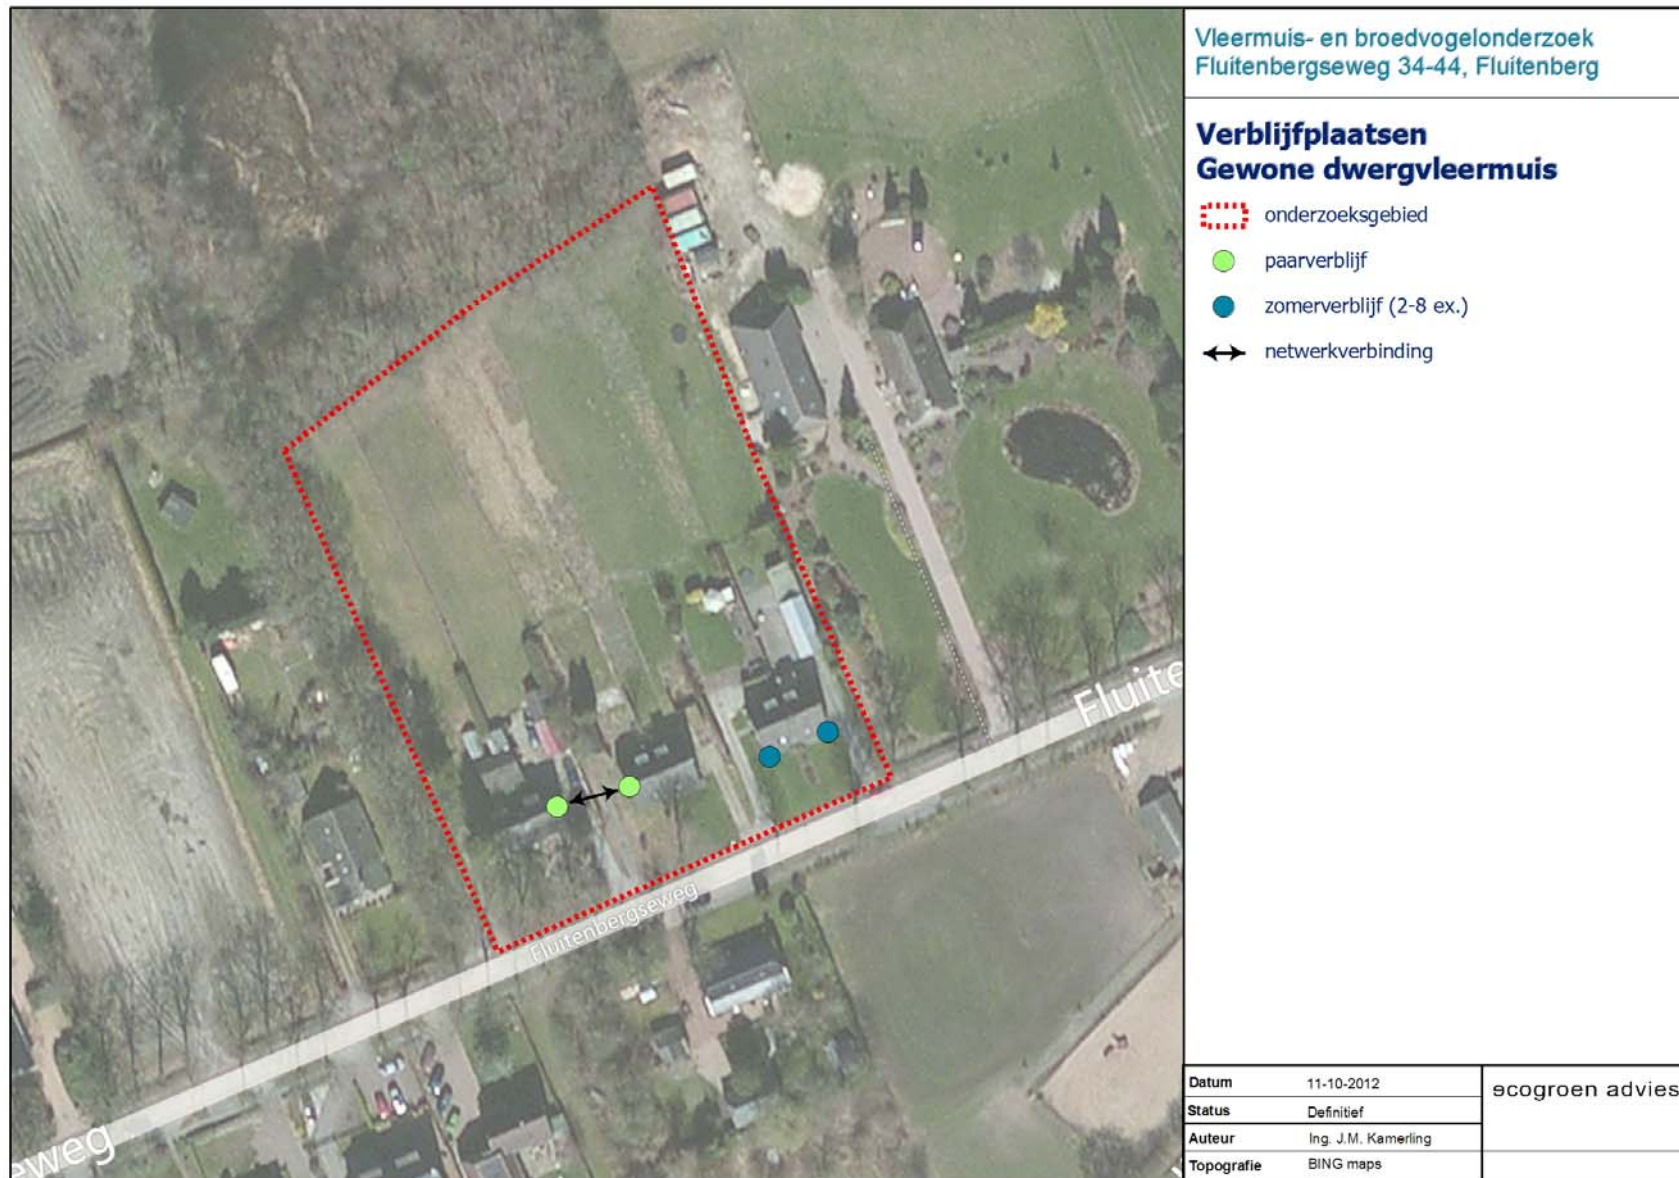 Vleermuis- en broedvogelonderzoek
Fluitenbergseweg 34-44, Fluitenberg
Verblijfplaatsen
Gewone dwergvleermuis
onderzoeksgebied
paarverblijf
zomerverblijf (2-8 ex.)
netwerkverbinding
Fluite
Fluitenbergseweg
eweg
Datum 11-10-2012
Status Definitief
Auteur Ing. J.M. Kamerling
Topografie BING maps
ecogroen advies